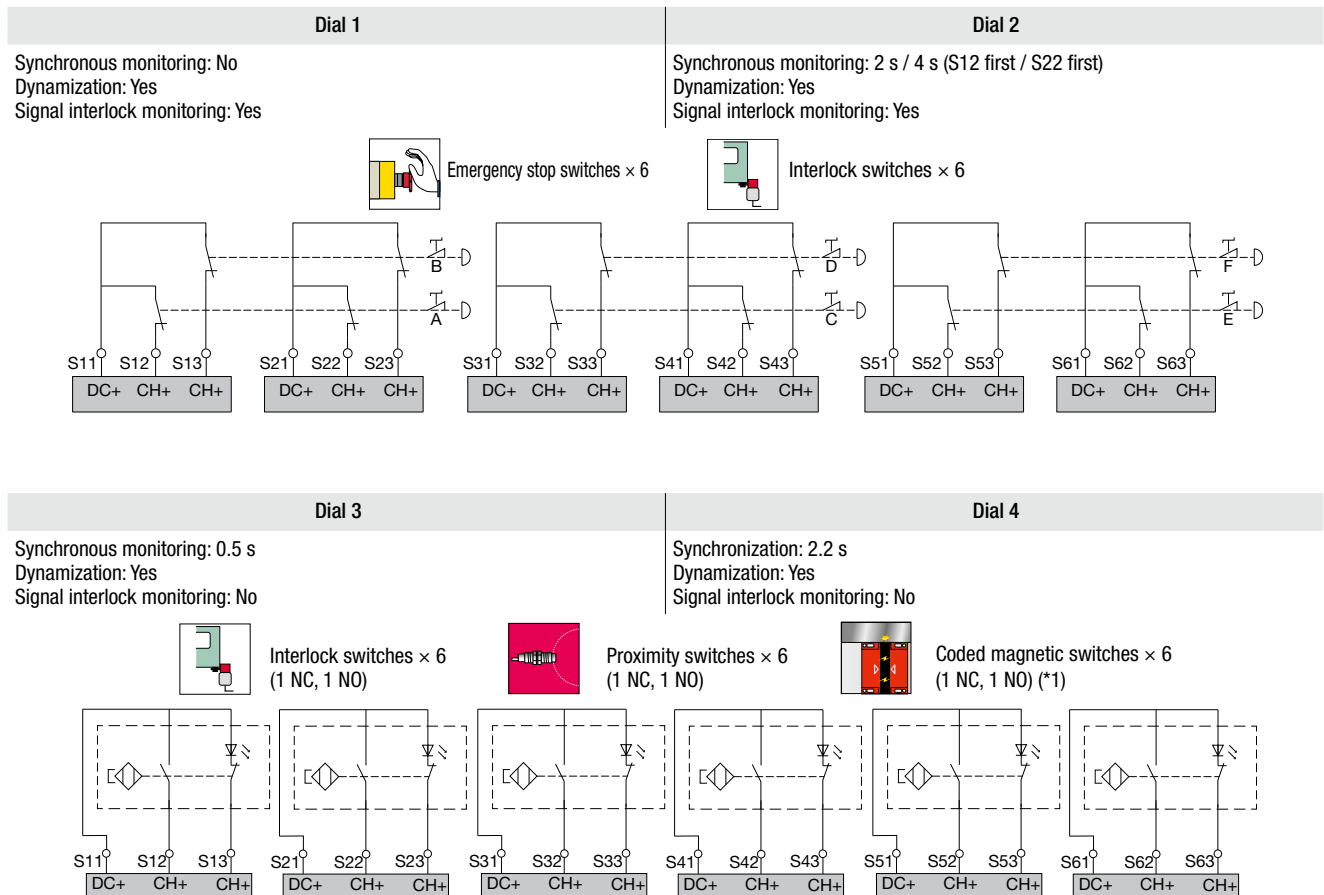 Dial 1
Dial 2
Synchronous monitoring: No
Dynamization: Yes
Signal interlock monitoring: Yes
Synchronous monitoring: 2 s / 4 s (S12 first / S22 first)
Dynamization: Yes
Signal interlock monitoring: Yes
Emergency stop switches × 6
Interlock switches × 6
B D F
A C E
S11 S12 S13 S21 S22 S23 S31 S32 S33 S41 S42 S43 S51 S52 S53 S61 S62 S63
DC+ CH+ CH+ DC+ CH+ CH+ DC+ CH+ CH+ DC+ CH+ CH+ DC+ CH+ CH+ DC+ CH+ CH+
Dial 3
Dial 4
Synchronous monitoring: 0.5 s
Dynamization: Yes
Signal interlock monitoring: No
Synchronization: 2.2 s
Dynamization: Yes
Signal interlock monitoring: No
Interlock switches × 6
(1 NC, 1 NO)
Proximity switches × 6
(1 NC, 1 NO)
Coded magnetic switches × 6
(1 NC, 1 NO) (*1)
S11 S12 S13 S21 S22 S23 S31 S32 S33 S41 S42 S43 S51 S52 S53 S61 S62 S63
DC+ CH+ CH+ DC+ CH+ CH+ DC+ CH+ CH+ DC+ CH+ CH+ DC+ CH+ CH+ DC+ CH+ CH+